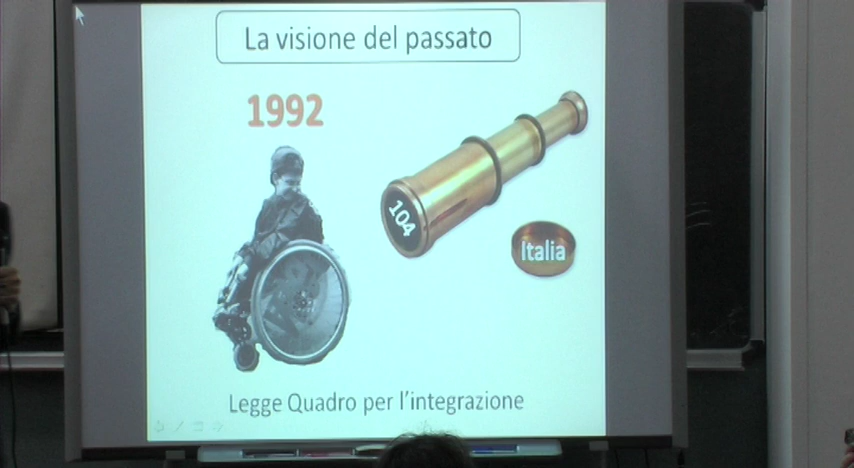 La visione del passato
1992
104
Italia
Legge Quadro per l'integrazione